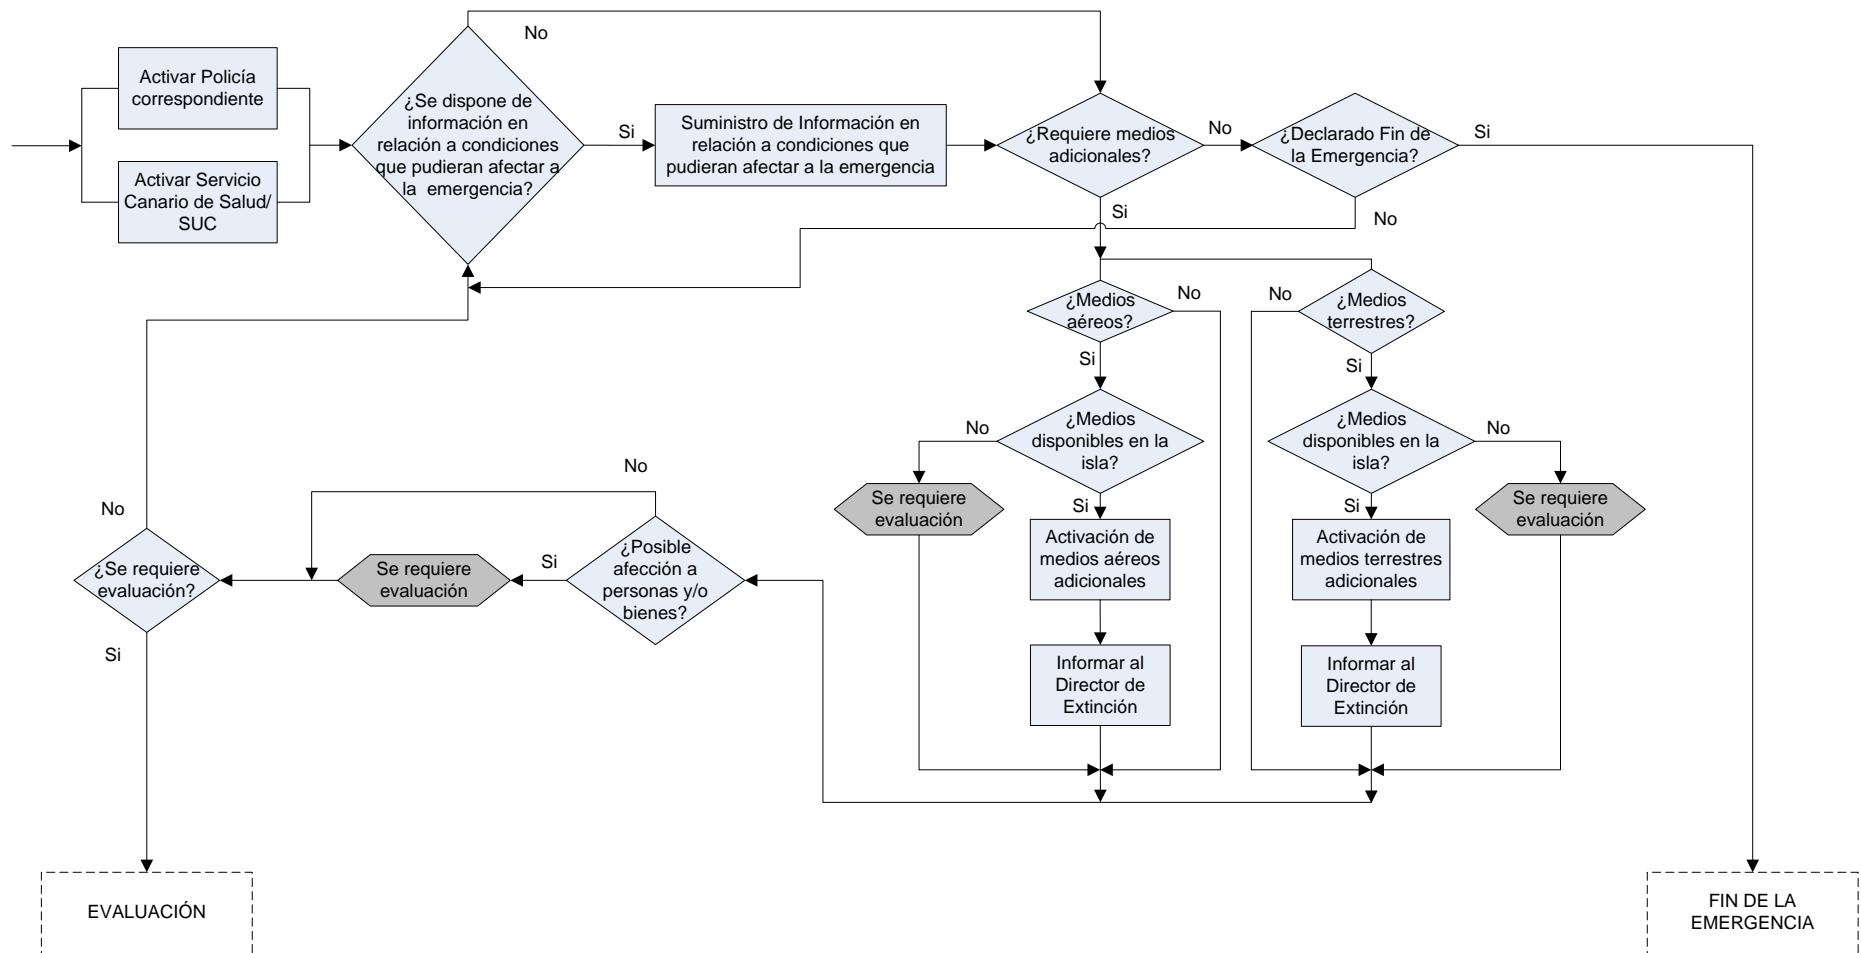 No
Activar Policía
correspondiente
¿Se dispone de
información en
relación a condiciones
que pudieran afectar a
la emergencia?
Si
Suministro de Información en
relación a condiciones que
pudieran afectar a la emergencia
¿Requiere medios
adicionales?
No
¿Declarado Fin de
la Emergencia?
Si
Activar Servicio
Canario de Salud/
SUC
Si
No
¿Medios
aéreos?
No
No
¿Medios
terrestres?
Si
Si
¿Medios
disponibles en la
isla?
No
¿Medios
disponibles en la
isla?
No
Se requiere
evaluación
Si
Si
Se requiere
evaluación
Activación de
medios aéreos
adicionales
Activación de
medios terrestres
adicionales
No
No
¿Se requiere
evaluación?
Se requiere
evaluación
Si
¿Posible
afección a
personas y/o
bienes?
Si
Informar al
Director de
Extinción
Informar al
Director de
Extinción
EVALUACIÓN
FIN DE LA
EMERGENCIA